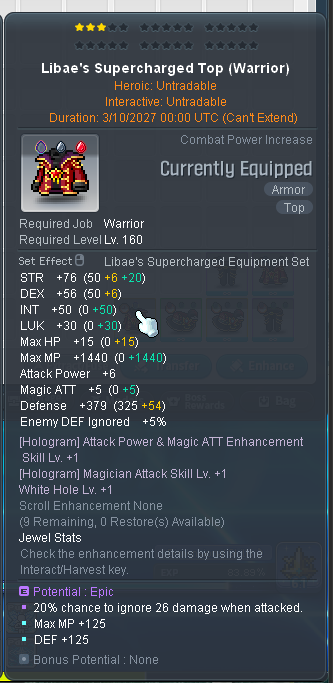 Libae's Supercharged Top (Warrior)
Heroic: Untradable
Interactive: Untradable
Duration: 3/10/2027 00:00 UTC (Can't Extend)
Combat Power Increase
Currently Equipped
Armor
Top
Required Job Warrior
Required Level Lv. 160
Set Effect Libae's Supercharged Equipment Set
STR +76 (50 +6 +20)
DEX +56 (50 +6)
INT +50 (0 +50)
LUK +30 (0 +30)
Max HP +15 (0 +15)
Max MP +1440 (0 +1440)
Attack Power +6
Magic ATT +5 (0 +5)
Defense +379 (325 +54)
Enemy DEF Ignored +5%
[Hologram] Attack Power & Magic ATT Enhancement
Skill Lv. +1
[Hologram] Magician Attack Skill Lv. +1
White Hole Lv. +1
Scroll Enhancement None
(9 Remaining, 0 Restore(s) Available)
Jewel Stats
Check the enhancement details by using the
Interact/Harvest key.
E Potential : Epic
20% chance to ignore 26 damage when attacked.
Max MP +125
DEF +125
Bonus Potential : None